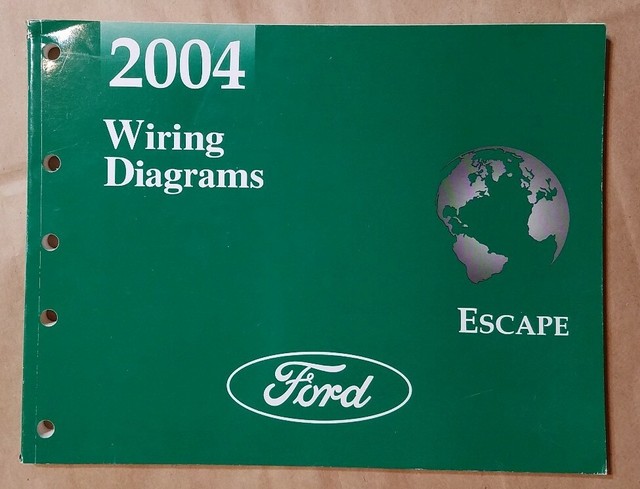 2004
Wiring
Diagrams
ESCAPE
Ford